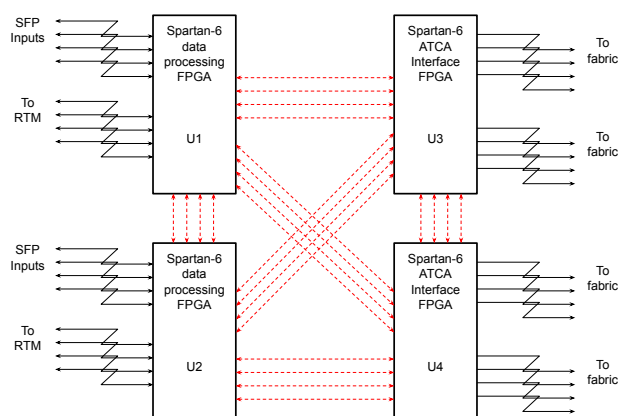 SFP
Inputs
To
RTM
Spartan-6
data
processing
FPGA
U1
Spartan-6
ATCA
Interface
FPGA
U3
To
fabric
To
fabric
SFP
Inputs
To
RTM
Spartan-6
data
processing
FPGA
U2
Spartan-6
ATCA
Interface
FPGA
U4
To
fabric
To
fabric